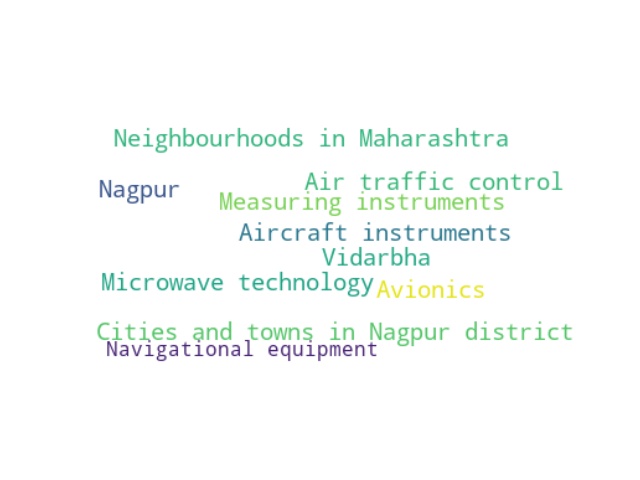 Neighbourhoods in Maharashtra
Air traffic control
Nagpur
Measuring instruments
Aircraft instruments
Vidarbha
Microwave technology
Avionics
Cities and towns in Nagpur district
Navigational equipment